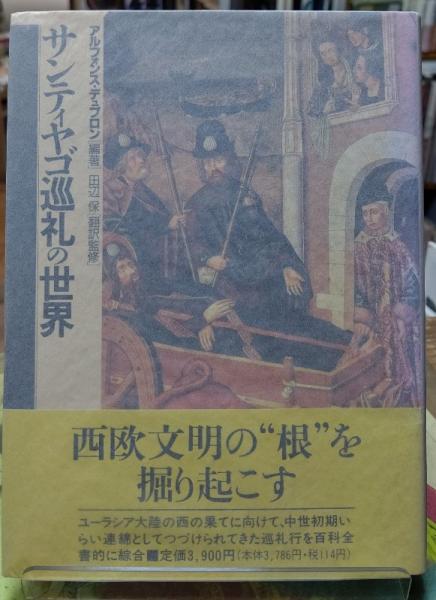 サンティヤゴ巡礼の世界
アルフォンス・デュプロン 編著 田辺 保〔翻訳監修〕
西欧文明の“根”を
掘り起こす
ユーラシア大陸の西の果てに向けて、中世初期い
らい連綿としてつづけられてきた巡礼行を百科全
書的に綜合■定価3,900円(本体3,786円・税114円)